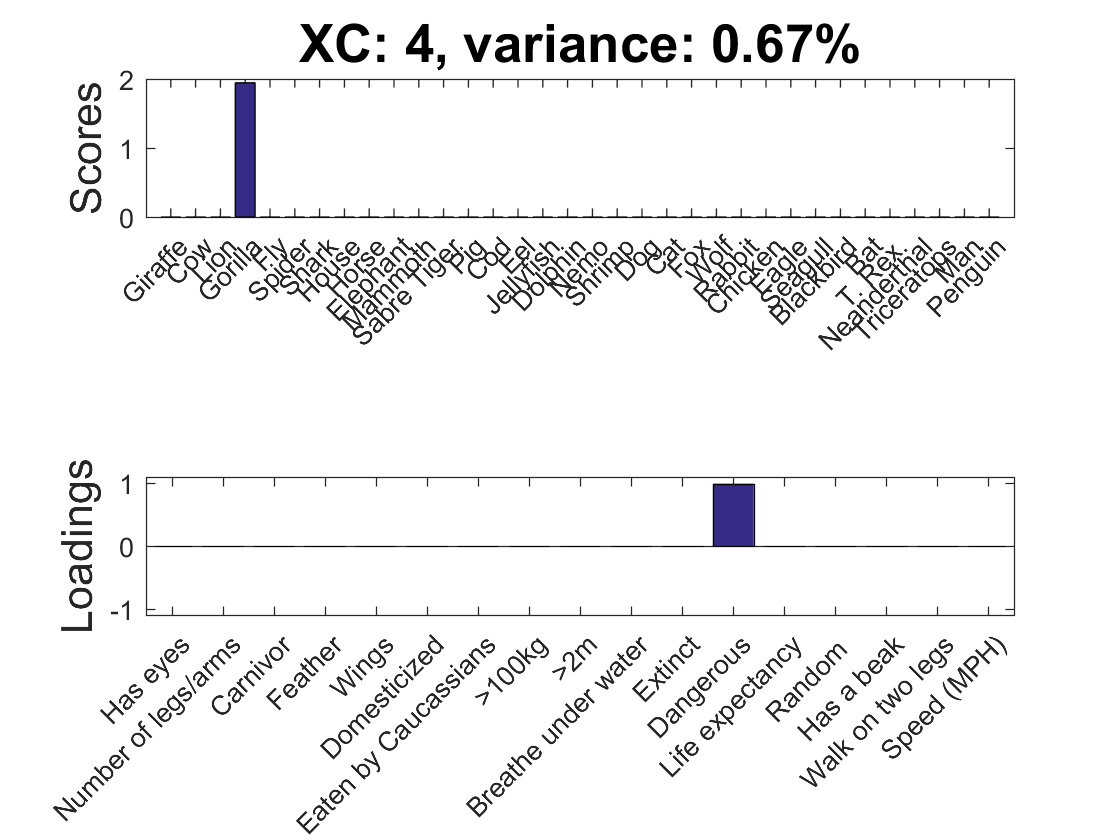 XC: 4, variance: 0.67%
Scores
2
1
0
Giraffe
Cow
Lion
Gorilla
Fly
Spider
Shark
House
Horse
Elephant
Mammoth
Sabre Tiger
Pig
Cod
Eel
Jellyfish
Dolphin
Nemo
Shrimp
Dog
Cat
Fox
Wolf
Rabbit
Chicken
Eagle
Seagull
Blackbird
Bat
T. Rex
Neanderthal
Triceratops
Man
Penguin
Loadings
1
0
-1
Has eyes
Number of legs/arms
Carnivor
Feather
Wings
Domesticized
Eaten by Caucassians
>100kg
>2m
Breathe under water
Extinct
Dangerous
Life expectancy
Random
Has a beak
Walk on two legs
Speed (MPH)